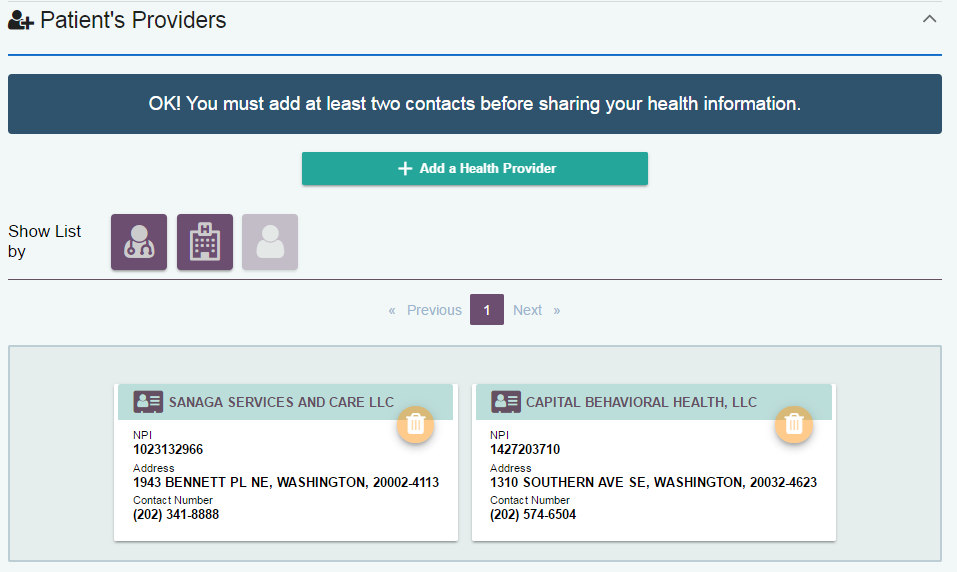 Patient's Providers
OK! You must add at least two contacts before sharing your health information.
+ Add a Health Provider
Show List
by
H
« Previous 1 Next »
SANAGA SERVICES AND CARE LLC
NPI
1023132966
Address
1943 BENNETT PL NE, WASHINGTON, 20002-4113
Contact Number
(202) 341-8888
CAPITAL BEHAVIORAL HEALTH, LLC
NPI
1427203710
Address
1310 SOUTHERN AVE SE, WASHINGTON, 20032-4623
Contact Number
(202) 574-6504